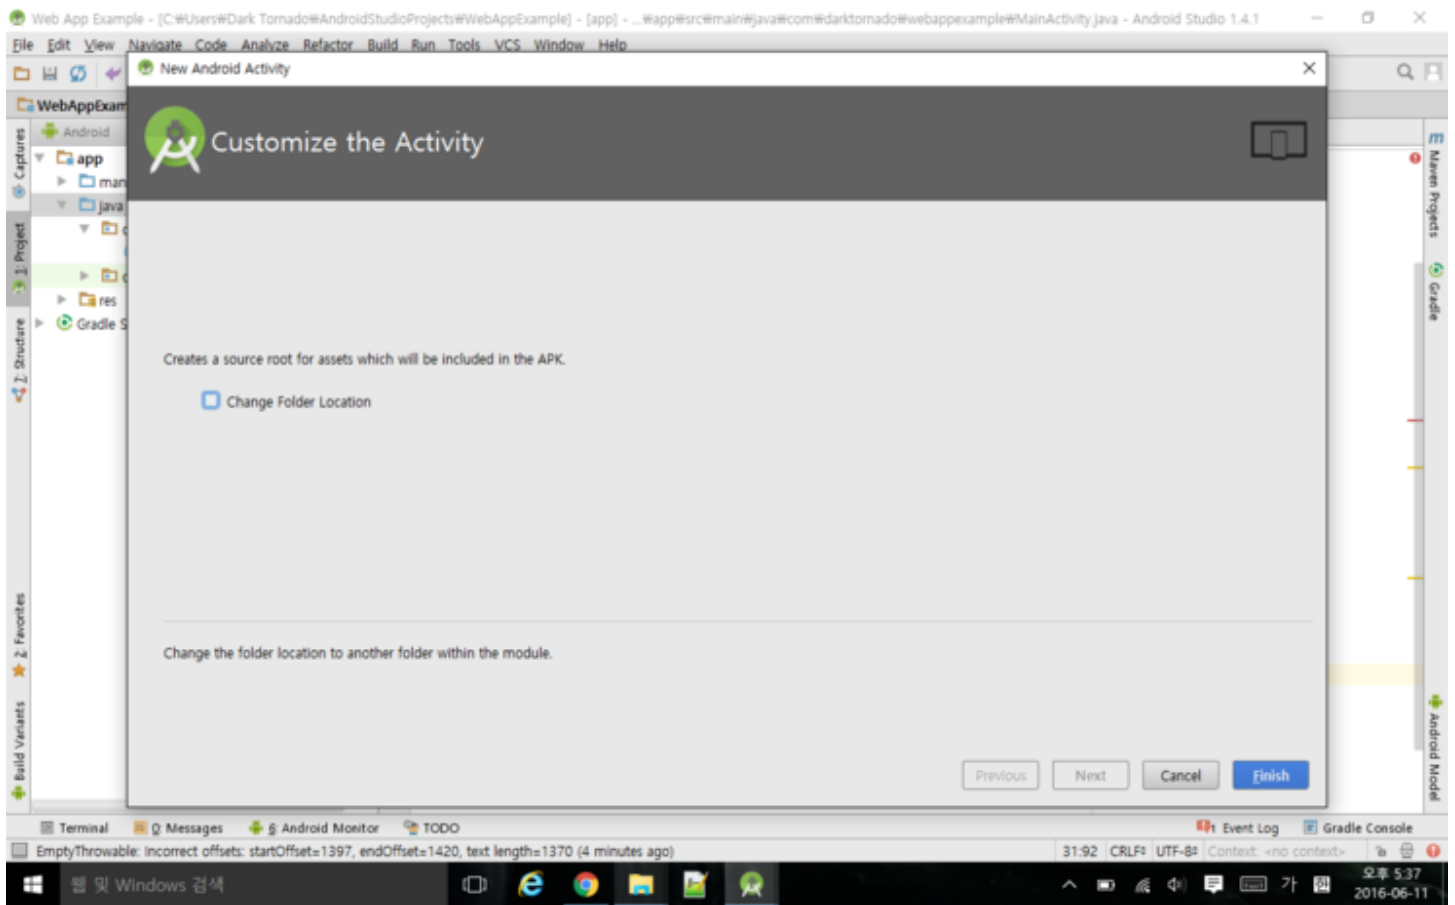 Web App Example - [C:₩Users₩Dark Tornado₩AndroidStudioProjects₩WebAppExample] - [app] - ...₩app₩src₩main₩java₩com₩darktornado₩webappexample₩MainActivity.java - Android Studio 1.4.1
File Edit View Navigate Code Analyze Refactor Build Run Tools VCS Window Help
New Android Activity
WebAppExam
Customize the Activity
Android
app
man
java
res
Gradle S
Captures
1: Project
7: Structure
2: Favorites
Build Variants
Maven Projects
Gradle
Android Model
Creates a source root for assets which will be included in the APK.
Change Folder Location
Change the folder location to another folder within the module.
Previous Next Cancel Finish
Terminal 0: Messages 6: Android Monitor TODO 1 Event Log Gradle Console
EmptyThrowable: Incorrect offsets: startOffset=1397, endOffset=1420, text length=1370 (4 minutes ago) 31:92 CRLF UTF-8 Context: <no context>
웹 및 Windows 검색 가 한 오후 5:37
2016-06-11